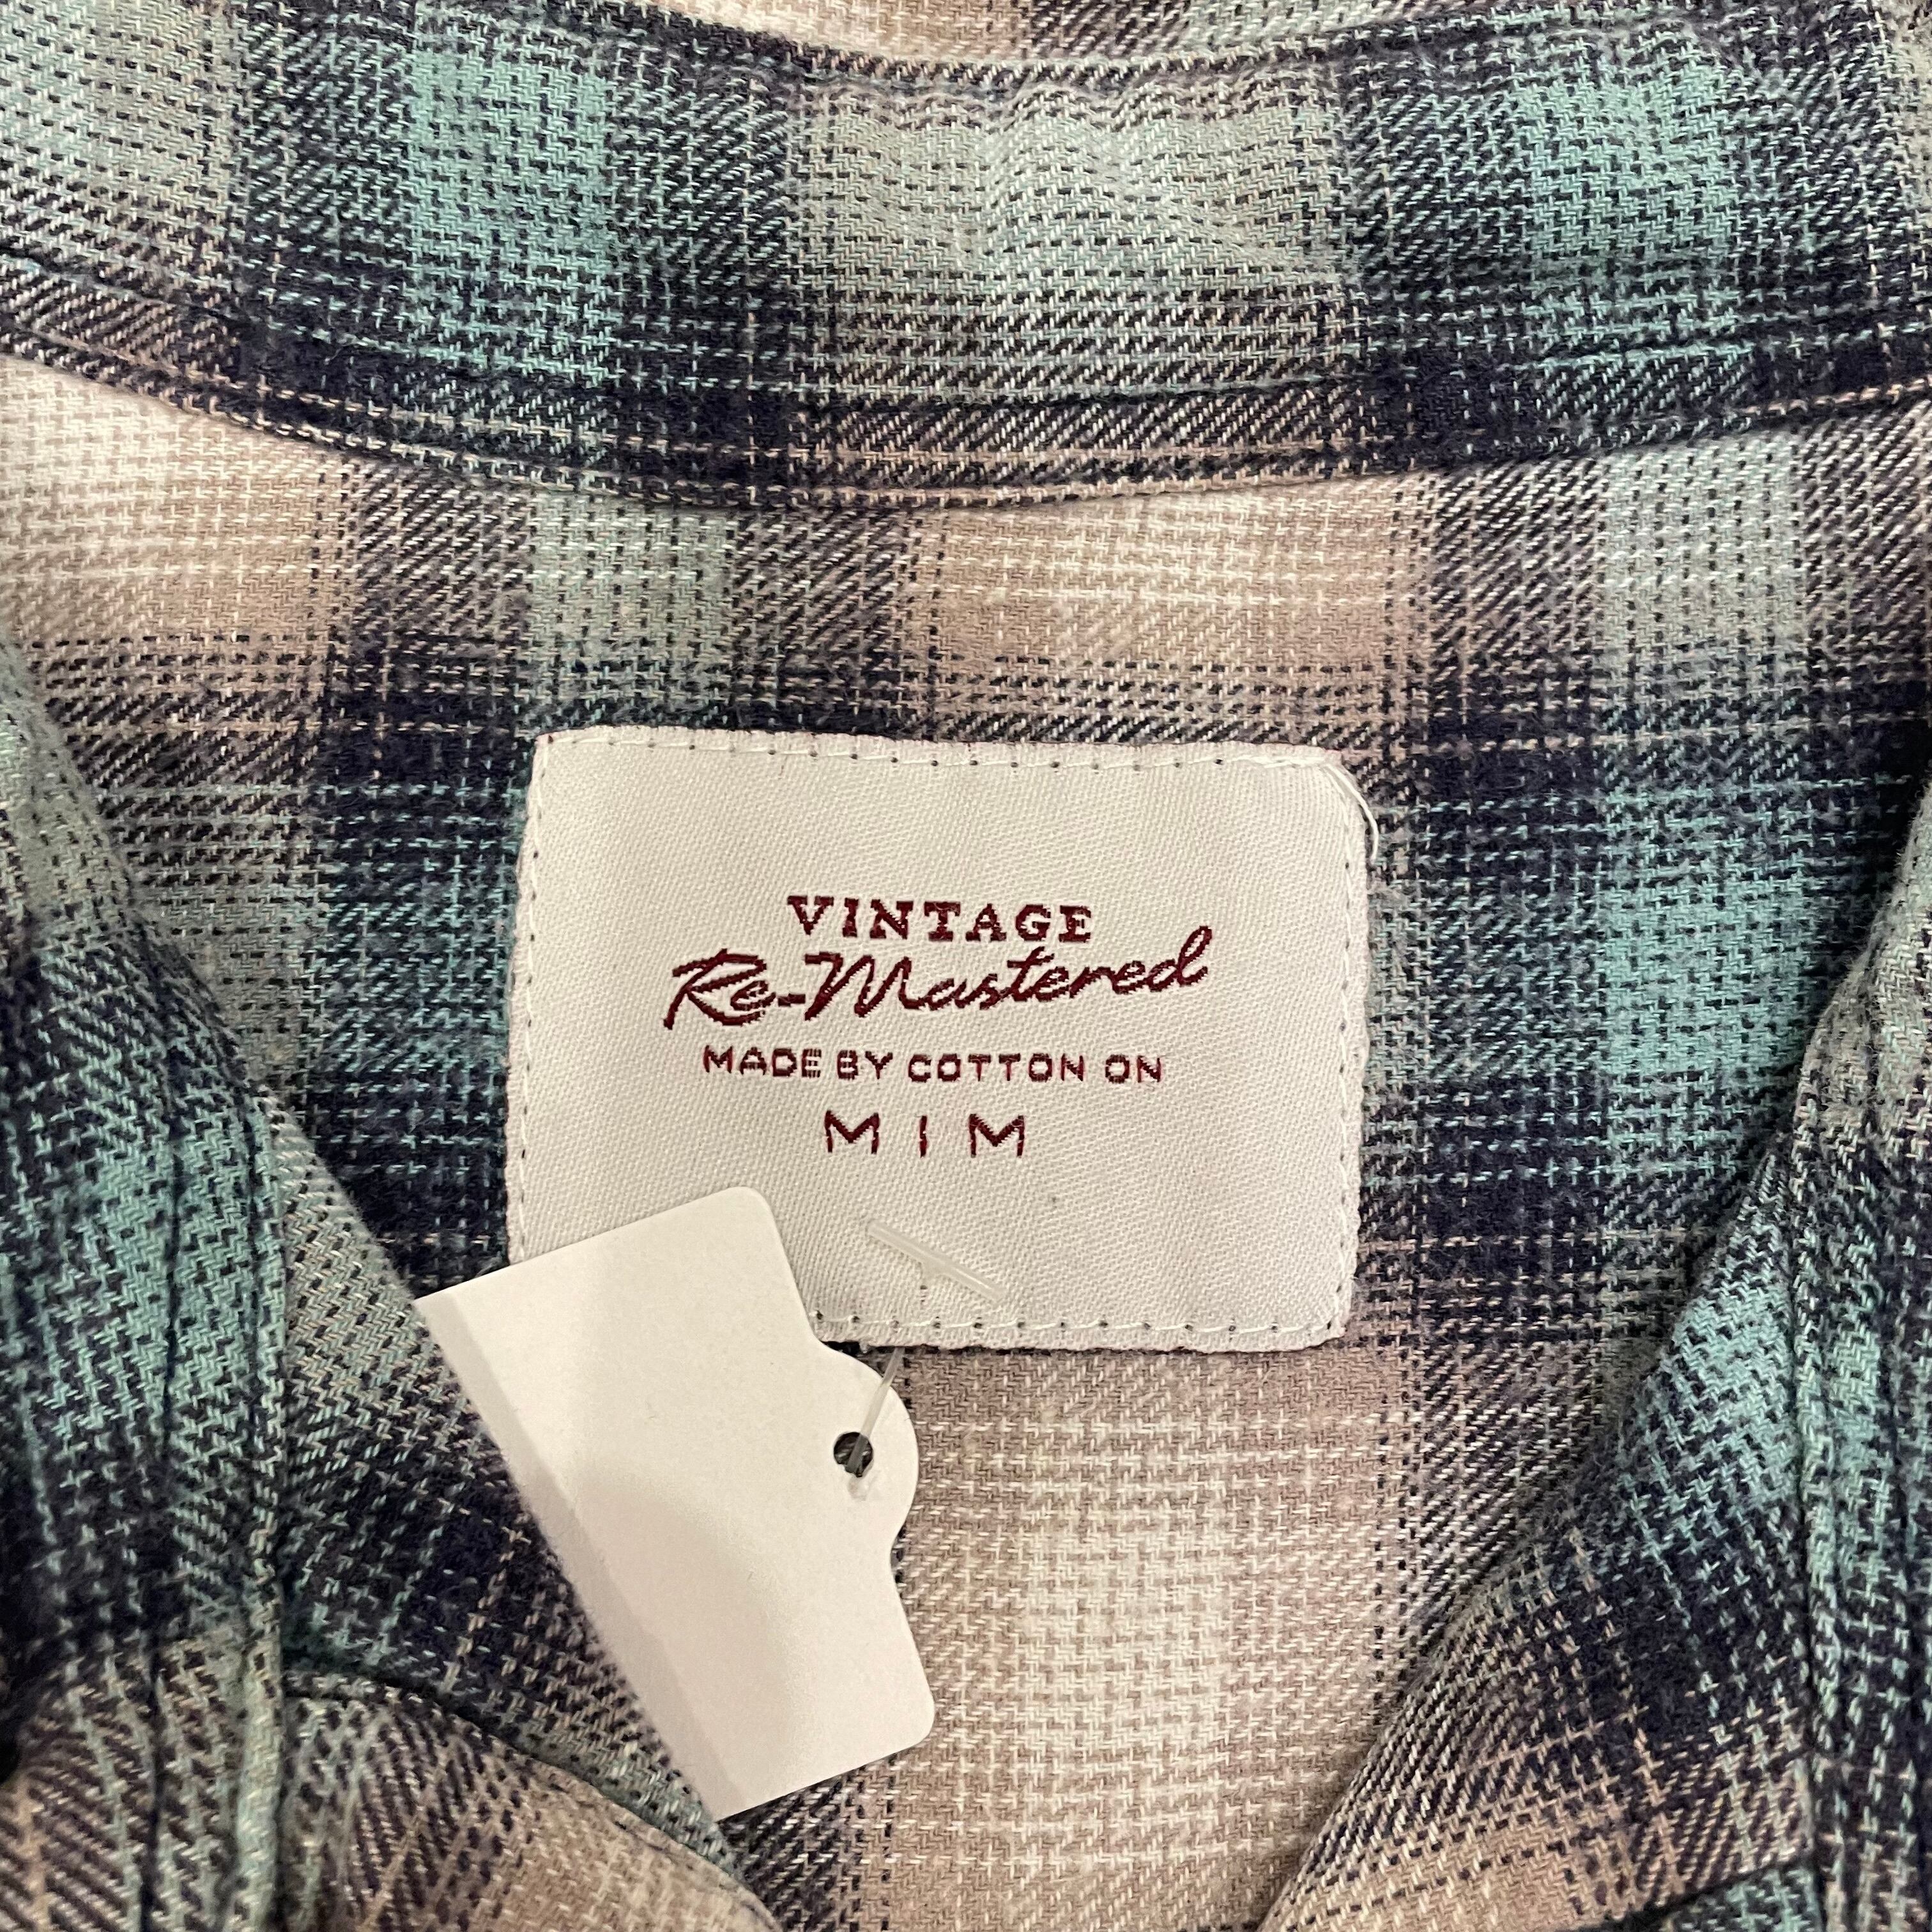 VINTAGE
Re-Mastered
MADE BY COTTON ON
M | M